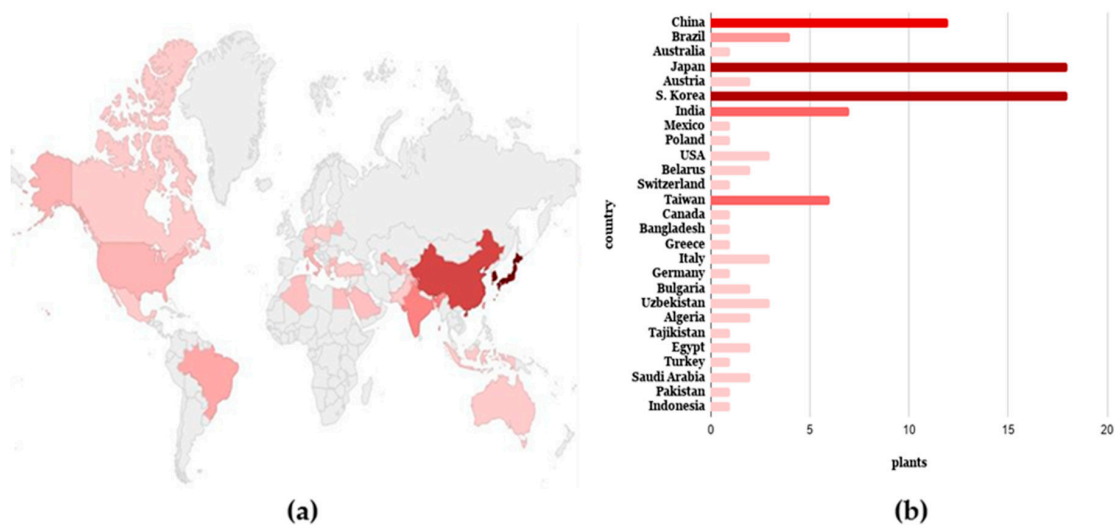 China
Brazil
Australia
Japan
Austria
S. Korea
India
Mexico
Poland
USA
Belarus
Switzerland
Taiwan
Canada
Bangladesh
Greece
Italy
Germany
Bulgaria
Uzbekistan
Algeria
Tajikistan
Egypt
Turkey
Saudi Arabia
Pakistan
Indonesia
country
0 5 10 15 20
plants
(a) (b)